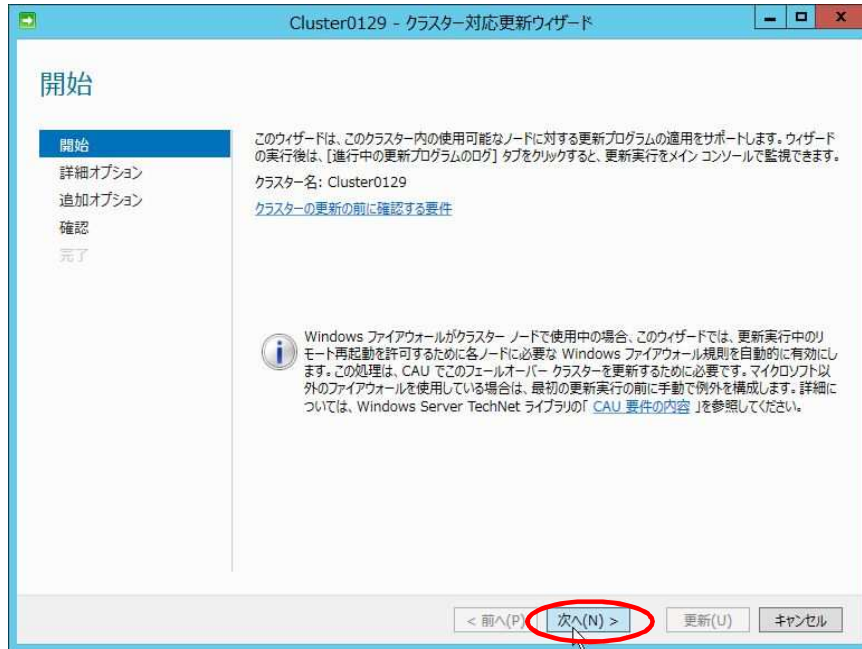 Cluster0129 - クラスター対応更新ウィザード
開始
開始
詳細オプション
追加オプション
確認
完了
このウィザードは、このクラスター内の使用可能なノードに対する更新プログラムの適用をサポートします。ウィザード
の実行後は、[進行中の更新プログラムのログ] タブをクリックすると、更新実行をメイン コンソールで監視できます。
クラスター名: Cluster0129
クラスターの更新の前に確認する要件
Windows ファイアウォールがクラスター ノードで使用中の場合、このウィザードでは、更新実行中のリ
モート再起動を許可するために各ノードに必要な Windows ファイアウォール規則を自動的に有効にし
ます。この処理は、CAU でこのフェールオーバー クラスターを更新するために必要です。マイクロソフト以
外のファイアウォールを使用している場合は、最初の更新実行の前に手動で例外を構成します。詳細に
ついては、Windows Server TechNet ライブラリの「 CAU 要件の内容 」を参照してください。
< 前へ(P) 次へ(N) > 更新(U) キャンセル